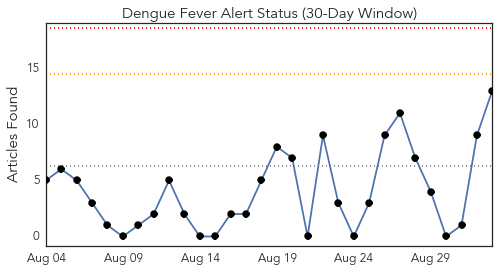 Dengue Fever Alert Status (30-Day Window)
Articles Found
15
10
5
0
Aug 04 Aug 09 Aug 14 Aug 19 Aug 24 Aug 29